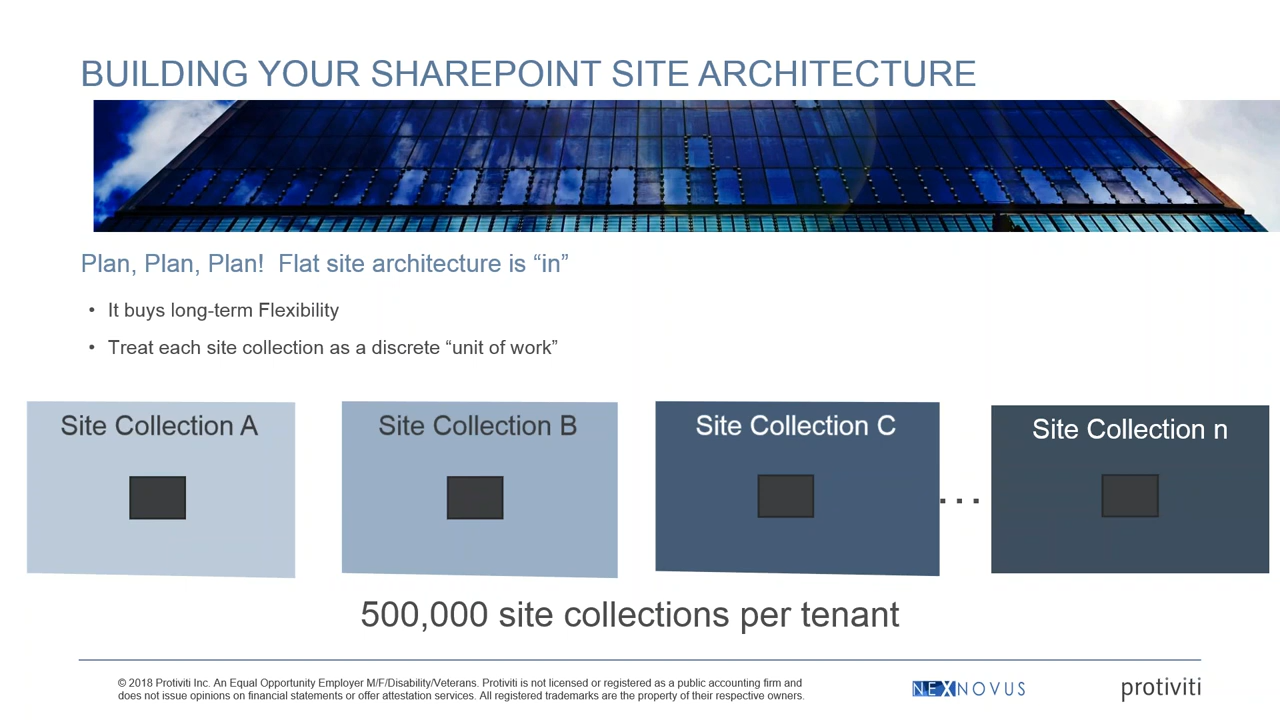 BUILDING YOUR SHAREPOINT SITE ARCHITECTURE
Plan, Plan, Plan!  Flat site architecture is “in”
• It buys long-term Flexibility
• Treat each site collection as a discrete “unit of work”
Site Collection A
Site Collection B
Site Collection C
...
Site Collection n
500,000 site collections per tenant
© 2018 Protiviti Inc. An Equal Opportunity Employer M/F/Disability/Veterans. Protiviti is not licensed or registered as a public accounting firm and
does not issue opinions on financial statements or offer attestation services. All registered trademarks are the property of their respective owners.
NEXNOVUS
protiviti